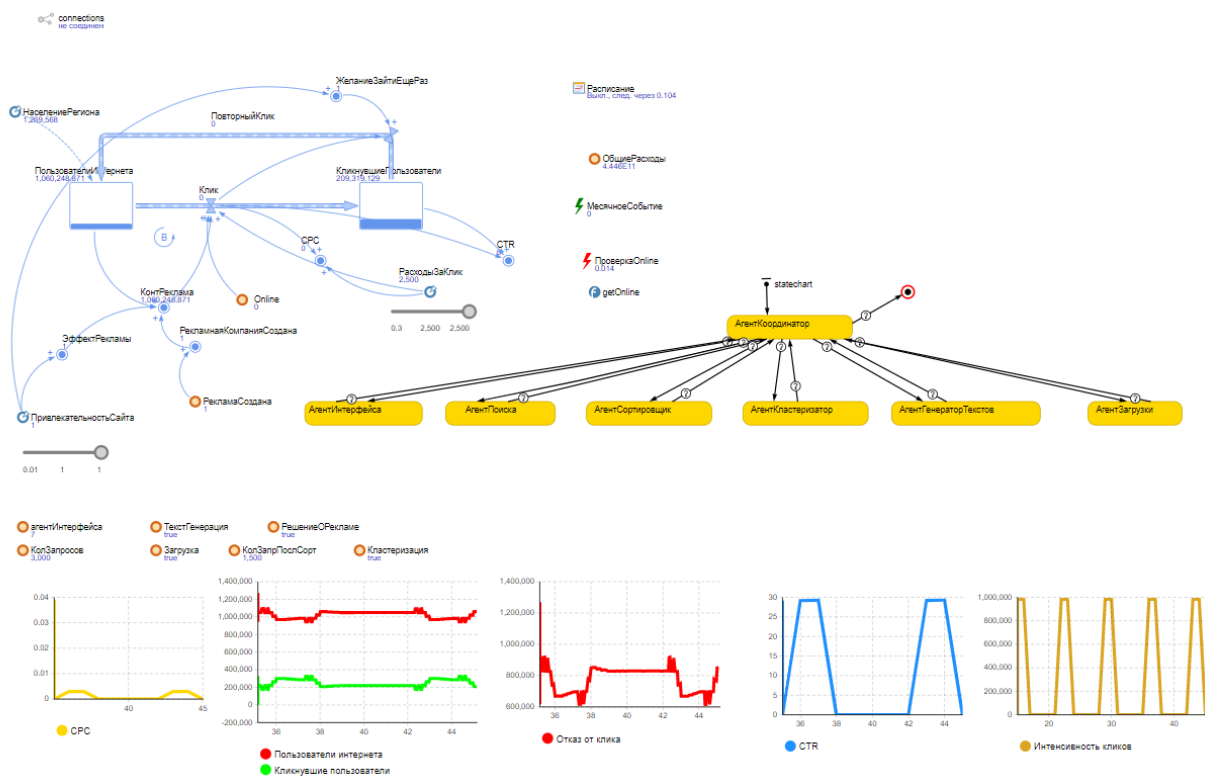 connections
не соединен
ЖеланиеЗайтиЕщеРаз
1
Расписание
Выкл., след. через 0.104
НаселениеРегиона
1,269,568
ПовторныйКлик
0
ОбщиеРасходы
4.446E11
ПользователиИнтернета
1,060,248.871
КликнувшиеПользователи
209,319.129
Клик
0
МесячноеСобытие
0
B
CPC
0
CTR
ПроверкаOnline
0.014
РасходыЗаКлик
2,500
statechart
КонтРеклама
1,060,248.871
Online
0
getOnline
0.3 2,500 2,500
АгентКоординатор
ЭффектРекламы
1
РекламнаяКомпанияСоздана
1
РекламаСоздана
1
АгентИнтерфейса
АгентПоиска
АгентСортировщик
АгентКластеризатор
АгентГенераторТекстов
АгентЗагрузки
ПривлекательностьСайта
1
0.01 1 1
агентИнтерфейса
7
ТекстГенерация
true
РешениеОРекламе
true
КолЗапросов
3,000
Загрузка
true
КолЗапрПослСорт
1,500
Кластеризация
true
0.04
0.03
0.02
0.01
0
40 45
CPC
1,400,000
1,200,000
1,000,000
800,000
600,000
400,000
200,000
0
-200,000
36 38 40 42 44
Пользователи интернета
Кликнувшие пользователи
1,400,000
1,200,000
1,000,000
800,000
600,000
36 38 40 42 44
Отказ от клика
30
25
20
15
10
5
0
36 38 40 42 44
CTR
1,000,000
800,000
600,000
400,000
200,000
0
20 30 40
Интенсивность кликов